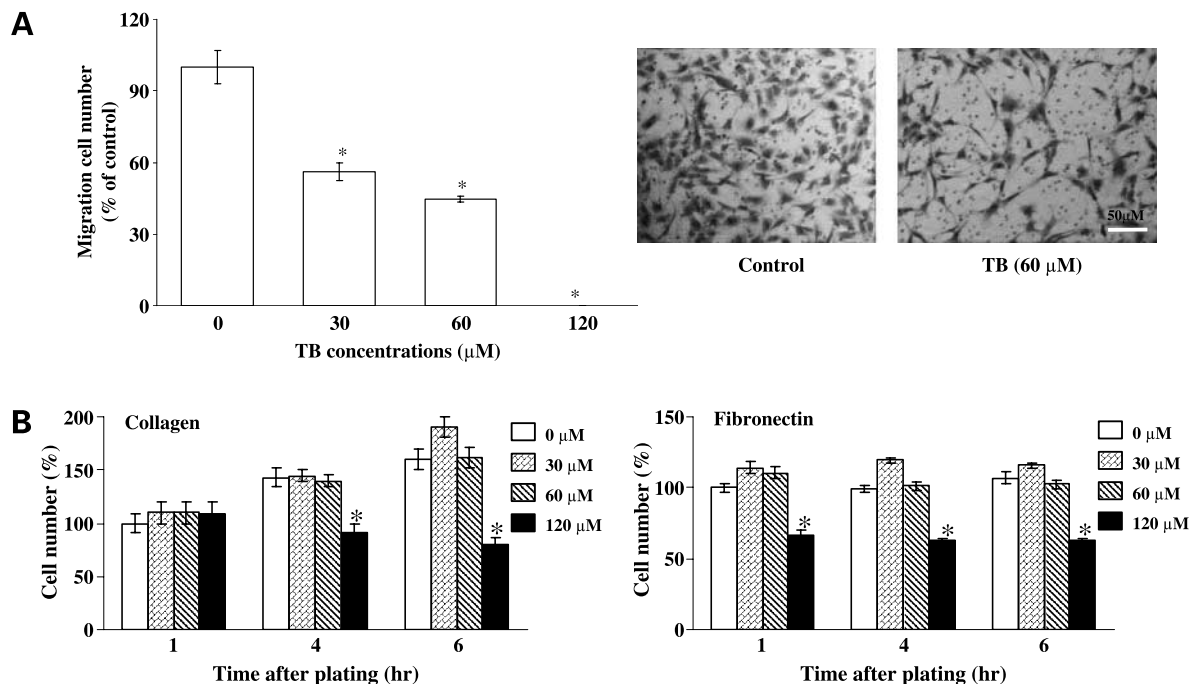 A
Migration cell number
(% of control)
120
90
60
30
0
*
*
*
0 30 60 120
TB concentrations (μM)
50μM
Control
TB (60 μM)
B
Collagen
Cell number (%)
200
150
100
50
0
*
*
0 μM
30 μM
60 μM
120 μM
1 4 6
Time after plating (hr)
Fibronectin
Cell number (%)
150
100
50
0
*
*
*
0 μM
30 μM
60 μM
120 μM
1 4 6
Time after plating (hr)